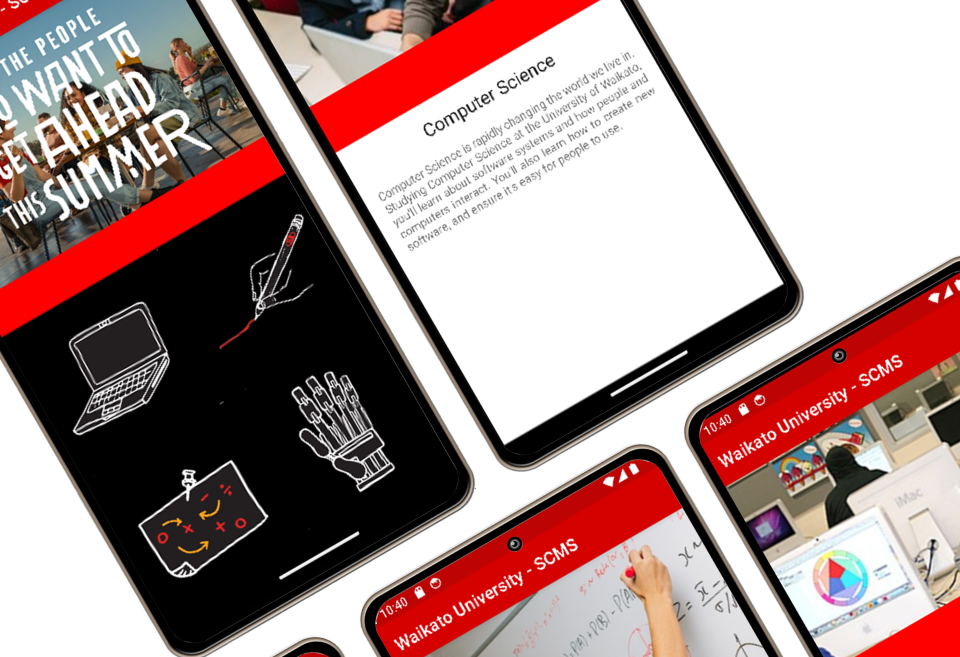 - SC
THE PEOPLE
O WANT TO
GET AHEAD
THIS SUMMER
Computer Science
Computer Science is rapidly changing the world we live in.
Studying Computer Science at the University of Waikato,
you'll learn about software systems and how people and
computers interact. You'll also learn how to create new
software, and ensure it's easy for people to use.
10:40
Waikato University - SCMS
iMac
10:40
Waikato University - SCMS